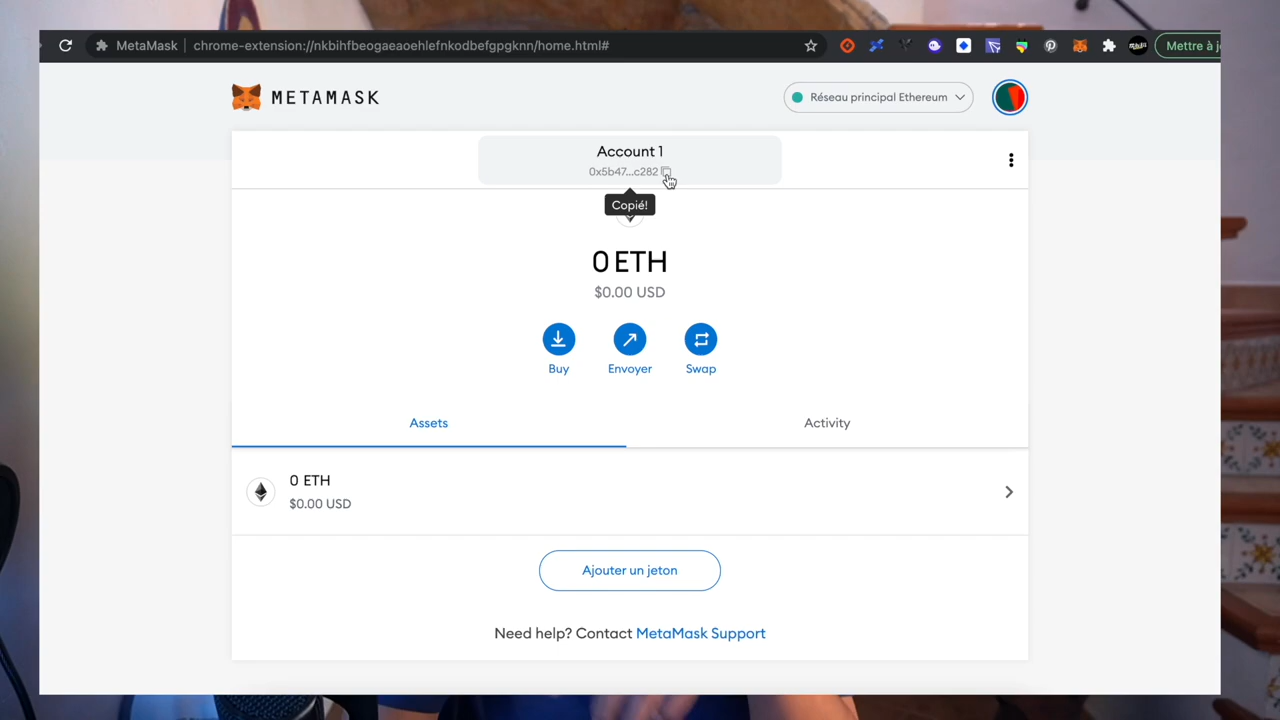 MetaMask
chrome-extension://nkbihfbeogaeaoehlefnkodbefgpgknn/home.html#
Mettre à j
METAMASK
Réseau principal Ethereum
Account 1
0x5b47...c282
Copié!
0 ETH
$0.00 USD
Buy
Envoyer
Swap
Assets
Activity
0 ETH
$0.00 USD
Ajouter un jeton
Need help? Contact MetaMask Support